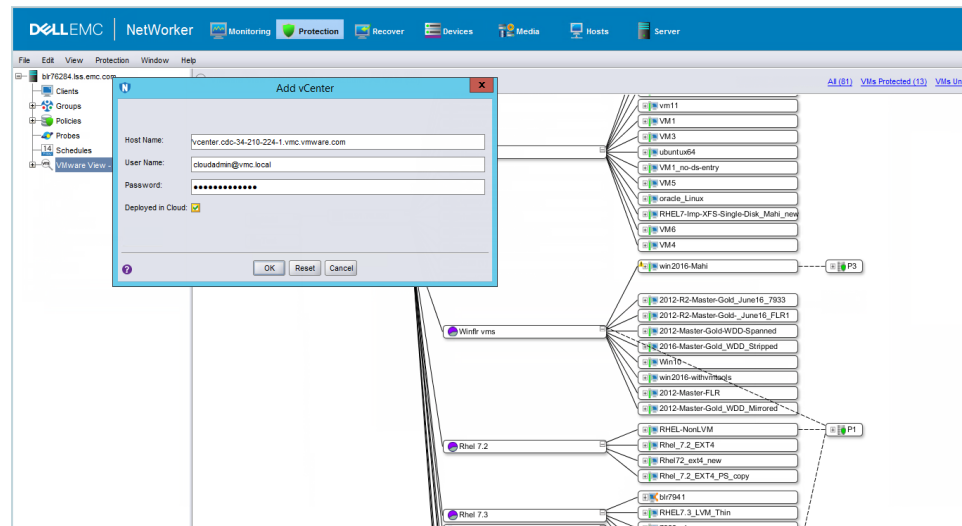 DELLEMC | NetWorker
Monitoring Protection Recover Devices Media Hosts Server
File Edit View Protection Window Help
blr76284.lss.emc.com
Clients
Groups
Policies
Probes
14 Schedules
VMware View -
All (81) VMs Protected (13) VMs Un
Add vCenter
Host Name: vcenter.cdc-34-210-224-1.vmc.vmware.com
User Name: cloudadmin@vmc.local
Password: •••••••••••••
Deployed in Cloud:
OK Reset Cancel
vm11
VM1
VM3
ubuntux64
VM1_no-ds-entry
VM5
oracle_Linux
RHEL7-Imp-XFS-Single-Disk_Mahi_new
VM6
VM4
win2016-Mahi
P3
2012-R2-Master-Gold_June16_7933
2012-R2-Master-Gold-_June16_FLR1
Winflr vms
2012-Master-Gold-WDD-Spanned
2016-Master-Gold_WDD_Stripped
Win10
win2016-withvmtools
2012-Master-FLR
2012-Master-Gold_WDD_Mirrored
RHEL-NonLVM
P1
Rhel 7.2
Rhel_7.2_EXT4
Rhel72_ext4_new
Rhel_7.2_EXT4_PS_copy
blr7941
Rhel 7.3
RHEL7.3_LVM_Thin